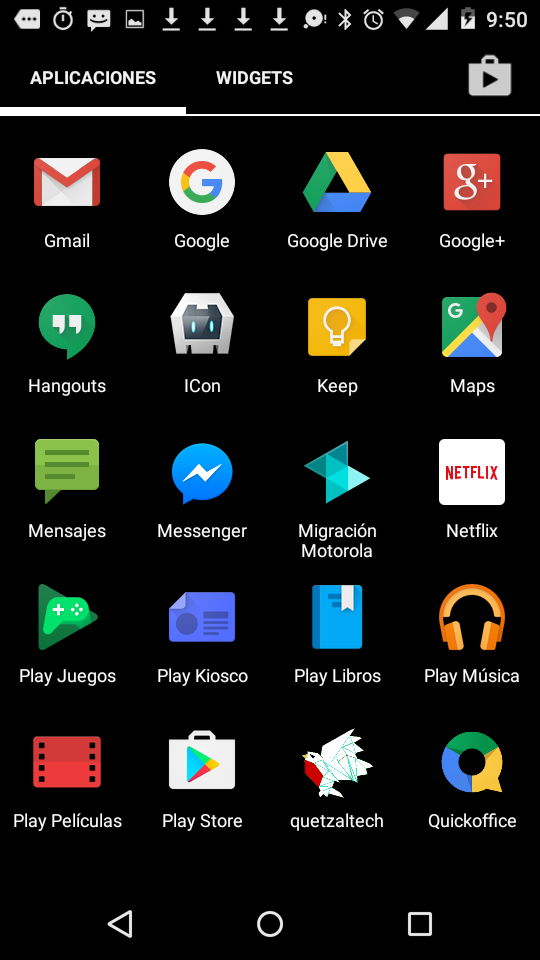 9:50
APLICACIONES WIDGETS
Gmail Google Google Drive Google+
G
Hangouts ICon Keep Maps
NETFLIX
Mensajes Messenger Migración Motorola Netflix
Play Juegos Play Kiosco Play Libros Play Música
Play Películas Play Store quetzaltech Quickoffice